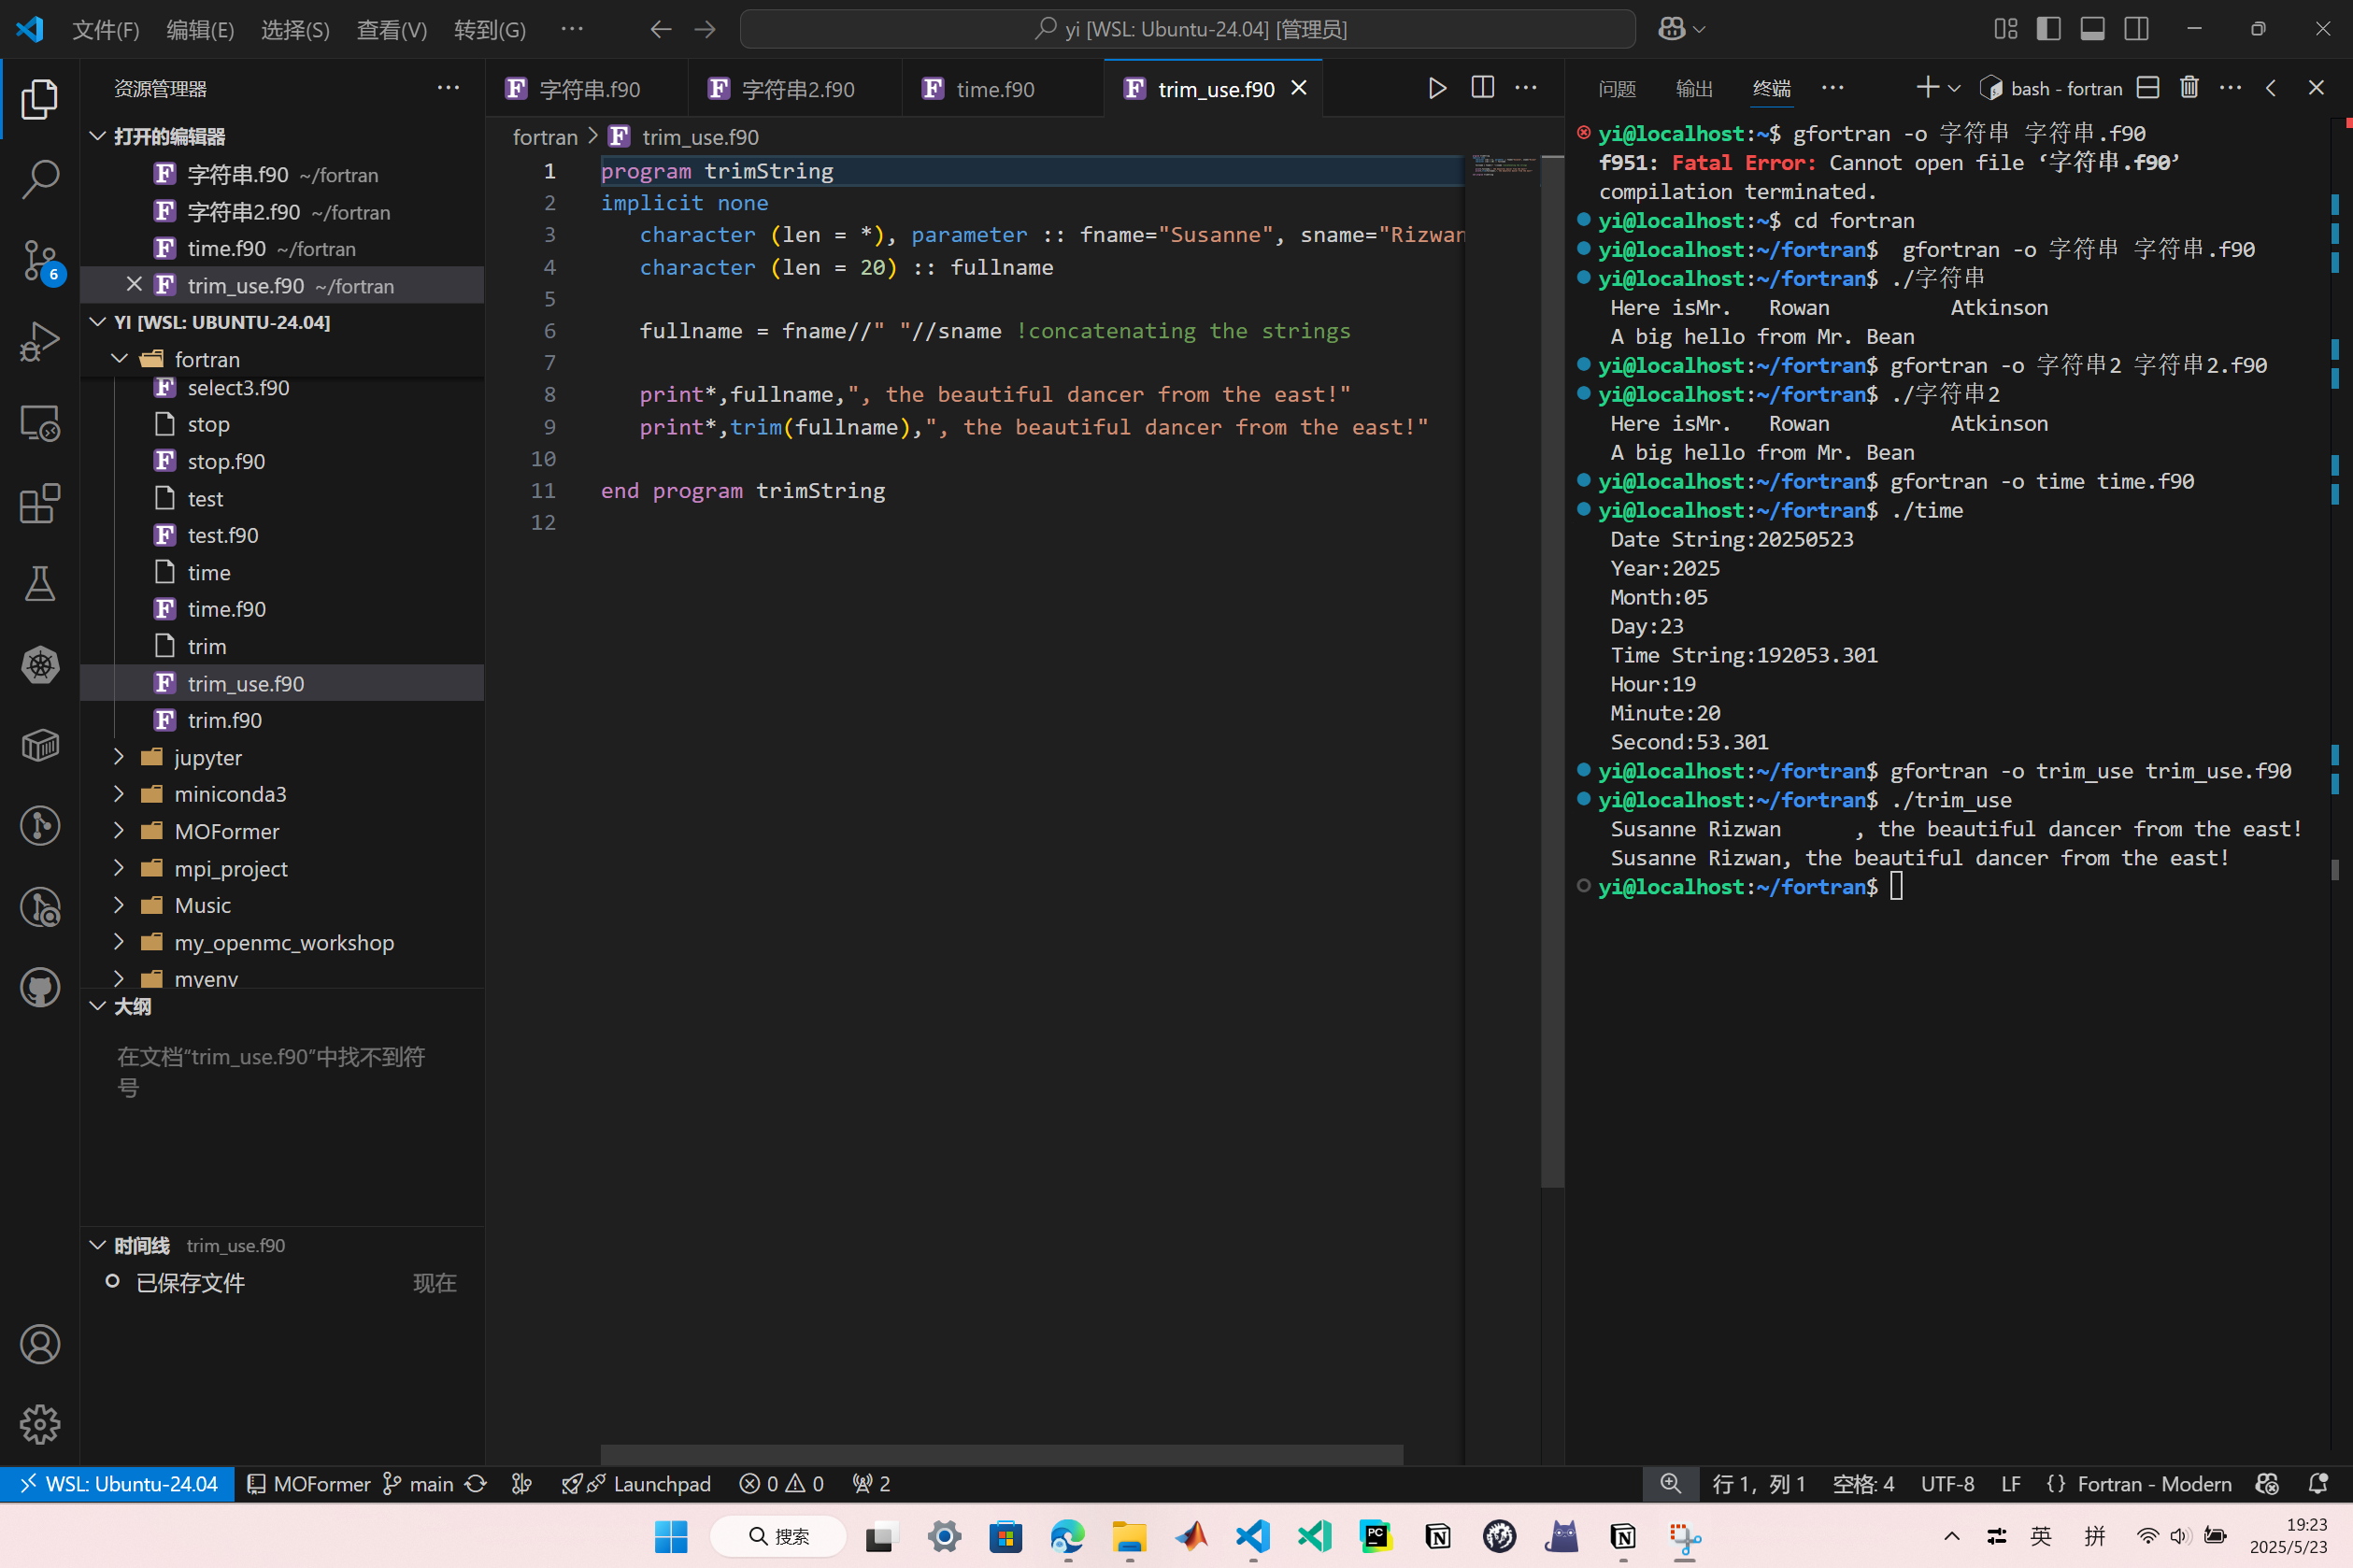 文件(F) 编辑(E) 选择(S) 查看(V) 转到(G) ··· yi [WSL: Ubuntu-24.04] [管理员]
资源管理器 ···
打开的编辑器
字符串.f90 ~/fortran
字符串2.f90 ~/fortran
time.f90 ~/fortran
trim_use.f90 ~/fortran
YI [WSL: UBUNTU-24.04]
fortran
select3.f90
stop
stop.f90
test
test.f90
time
time.f90
trim
trim_use.f90
trim.f90
jupyter
miniconda3
MOFormer
mpi_project
Music
my_openmc_workshop
myenv
大纲
在文档“trim_use.f90”中找不到符
号
时间线 trim_use.f90
已保存文件 现在
6
字符串.f90 字符串2.f90 time.f90 trim_use.f90
fortran > trim_use.f90
1 program trimString
2 implicit none
3 character (len = *), parameter :: fname="Susanne", sname="Rizwan
4 character (len = 20) :: fullname
5
6 fullname = fname//" "//sname !concatenating the strings
7
8 print*,fullname,", the beautiful dancer from the east!"
9 print*,trim(fullname),", the beautiful dancer from the east!"
10
11 end program trimString
12
问题 输出 终端 ··· bash - fortran
yi@localhost:~$ gfortran -o 字符串 字符串.f90
f951: Fatal Error: Cannot open file ‘字符串.f90’
compilation terminated.
yi@localhost:~$ cd fortran
yi@localhost:~/fortran$  gfortran -o 字符串 字符串.f90
yi@localhost:~/fortran$ ./字符串
Here isMr.   Rowan          Atkinson
A big hello from Mr. Bean
yi@localhost:~/fortran$ gfortran -o 字符串2 字符串2.f90
yi@localhost:~/fortran$ ./字符串2
Here isMr.   Rowan          Atkinson
A big hello from Mr. Bean
yi@localhost:~/fortran$ gfortran -o time time.f90
yi@localhost:~/fortran$ ./time
Date String:20250523
Year:2025
Month:05
Day:23
Time String:192053.301
Hour:19
Minute:20
Second:53.301
yi@localhost:~/fortran$ gfortran -o trim_use trim_use.f90
yi@localhost:~/fortran$ ./trim_use
Susanne Rizwan      , the beautiful dancer from the east!
Susanne Rizwan, the beautiful dancer from the east!
yi@localhost:~/fortran$
WSL: Ubuntu-24.04 MOFormer main Launchpad 0 0 2 行 1，列 1 空格: 4 UTF-8 LF {} Fortran - Modern
搜索 PC 英 拼 19:23
2025/5/23